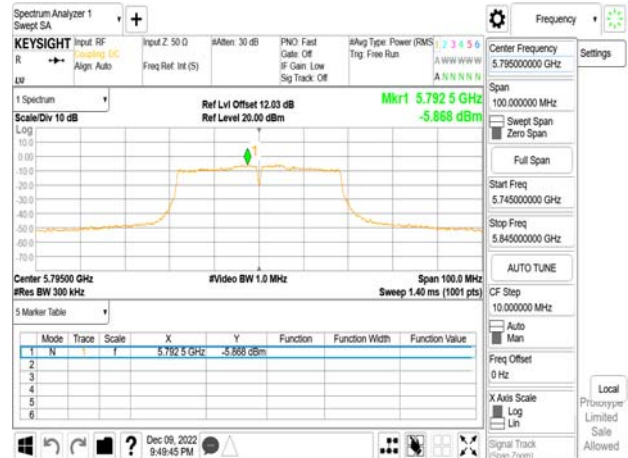 Spectrum Analyzer 1
Swept SA
+
Frequency
KEYSIGHT
R
LVI
Input: RF
Coupling: DC
Align: Auto
Input Z: 50 Ω
Freq Ref: Int (S)
#Atten: 30 dB
PNO: Fast
Gate: Off
IF Gain: Low
Sig Track: Off
#Avg Type: Power (RMS
Trig: Free Run
1 2 3 4 5 6
A WW WW W
A N N N N N
Center Frequency
5.795000000 GHz
Settings
Span
100.000000 MHz
Swept Span
Zero Span
Full Span
Start Freq
5.745000000 GHz
Stop Freq
5.845000000 GHz
AUTO TUNE
CF Step
10.000000 MHz
Auto
Man
Freq Offset
0 Hz
X Axis Scale
Log
Lin
Signal Track
(Span Zoom)
Local
Prototype
Limited
Sale
Allowed
1 Spectrum
Scale/Div 10 dB
Ref Lvl Offset 12.03 dB
Ref Level 20.00 dBm
Mkr1 5.792 5 GHz
-5.868 dBm
Log
10.0
0.00
-10.0
-20.0
-30.0
-40.0
-50.0
-60.0
-70.0
1
Center 5.79500 GHz
#Res BW 300 kHz
#Video BW 1.0 MHz
Span 100.0 MHz
Sweep 1.40 ms (1001 pts)
5 Marker Table
Mode Trace Scale X Y Function Function Width Function Value
1 N 1 f 5.792 5 GHz -5.868 dBm
2
3
4
5
6
?
Dec 09, 2022
9:49:45 PM